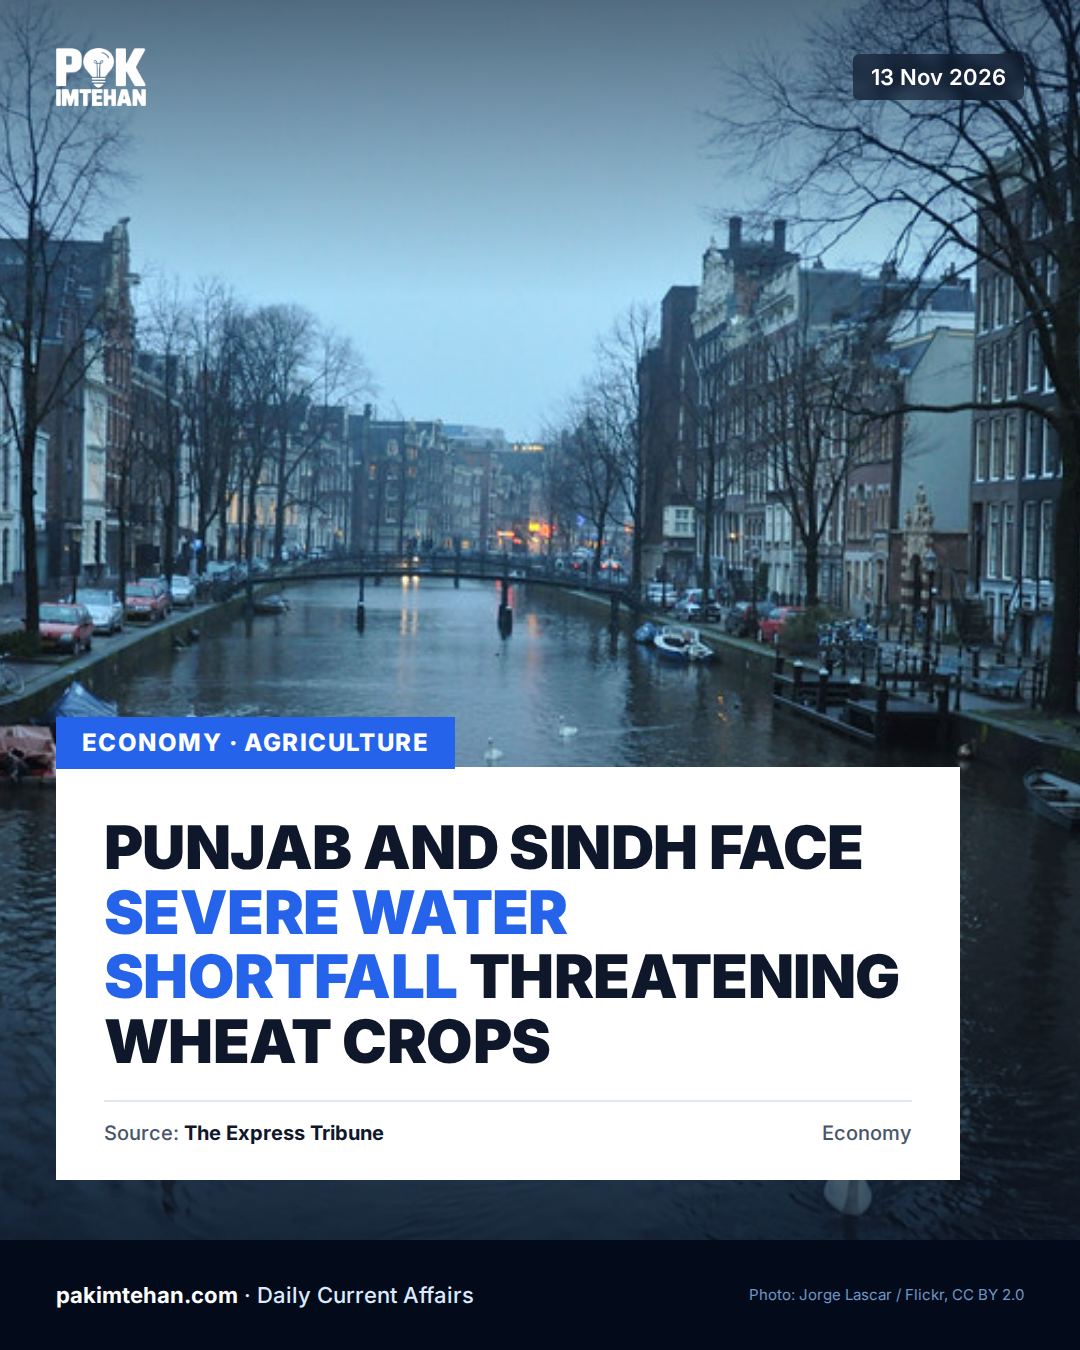 PAK
IMTEHAN
13 Nov 2026
ECONOMY · AGRICULTURE
PUNJAB AND SINDH FACE
SEVERE WATER
SHORTFALL THREATENING
WHEAT CROPS
Source: The Express Tribune
Economy
pakimtehan.com · Daily Current Affairs
Photo: Jorge Lascar / Flickr, CC BY 2.0